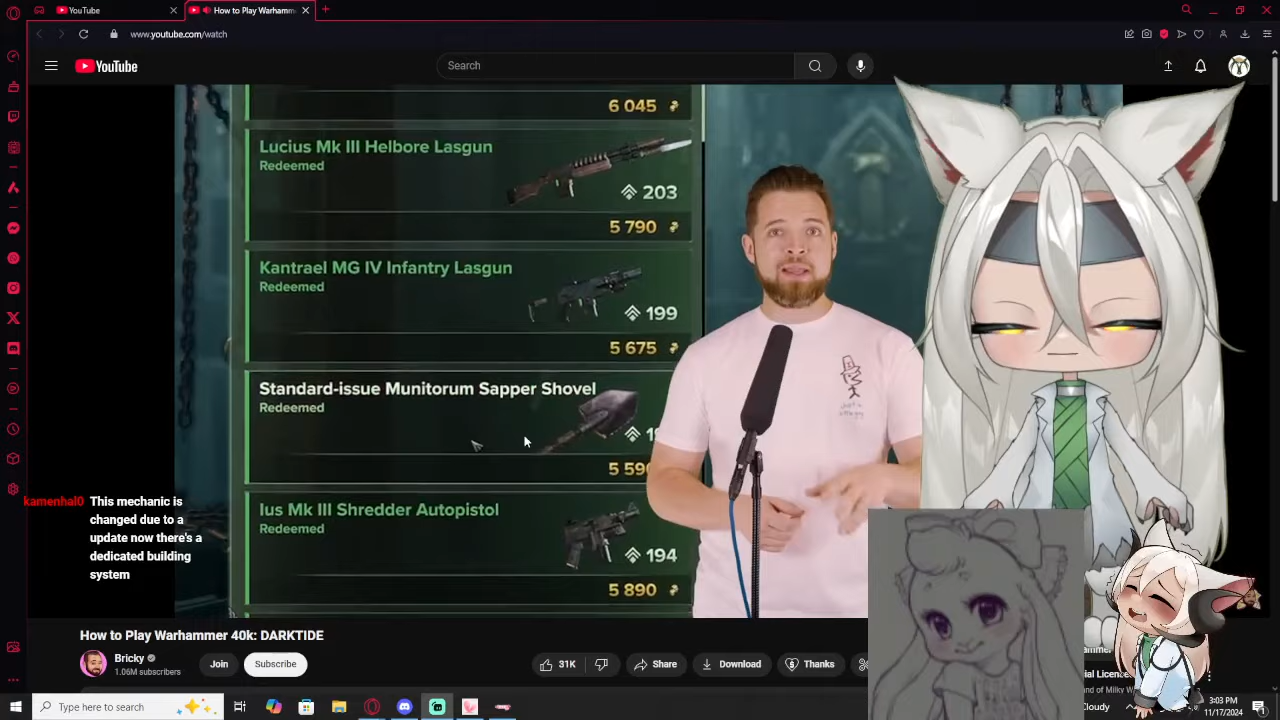 YouTube
How to Play Warhamm
www.youtube.com/watch
YouTube
Search
6 045
Lucius Mk III Helbore Lasgun
Redeemed
203
5 790
Kantrael MG IV Infantry Lasgun
Redeemed
199
5 675
Standard-issue Munitorum Sapper Shovel
Redeemed
5 590
Ius Mk III Shredder Autopistol
Redeemed
194
5 890
kamenhal0 This mechanic is
changed due to a
update now there's a
dedicated building
system
How to Play Warhammer 40k: DARKTIDE
Bricky
1.06M subscribers
Join
Subscribe
31K
Share
Download
Thanks
Type here to search
Cloudy
3:03 PM
11/17/2024